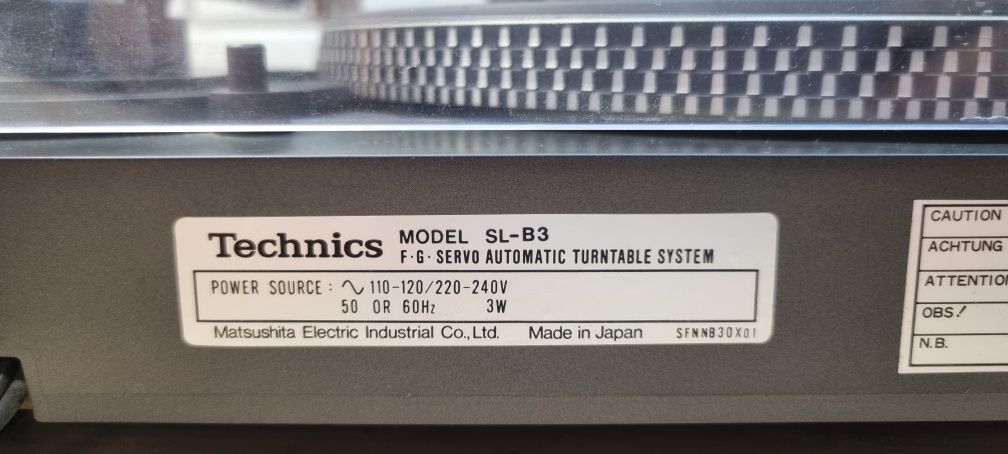 Technics MODEL SL-B3
F·G·SERVO AUTOMATIC TURNTABLE SYSTEM
POWER SOURCE: ∿ 110-120/220-240V
50 OR 60Hz 3W
Matsushita Electric Industrial Co., Ltd. Made in Japan SFNNB30X01
CAUTION
ACHTUNG
ATTENTIO
OBS!
N.B.